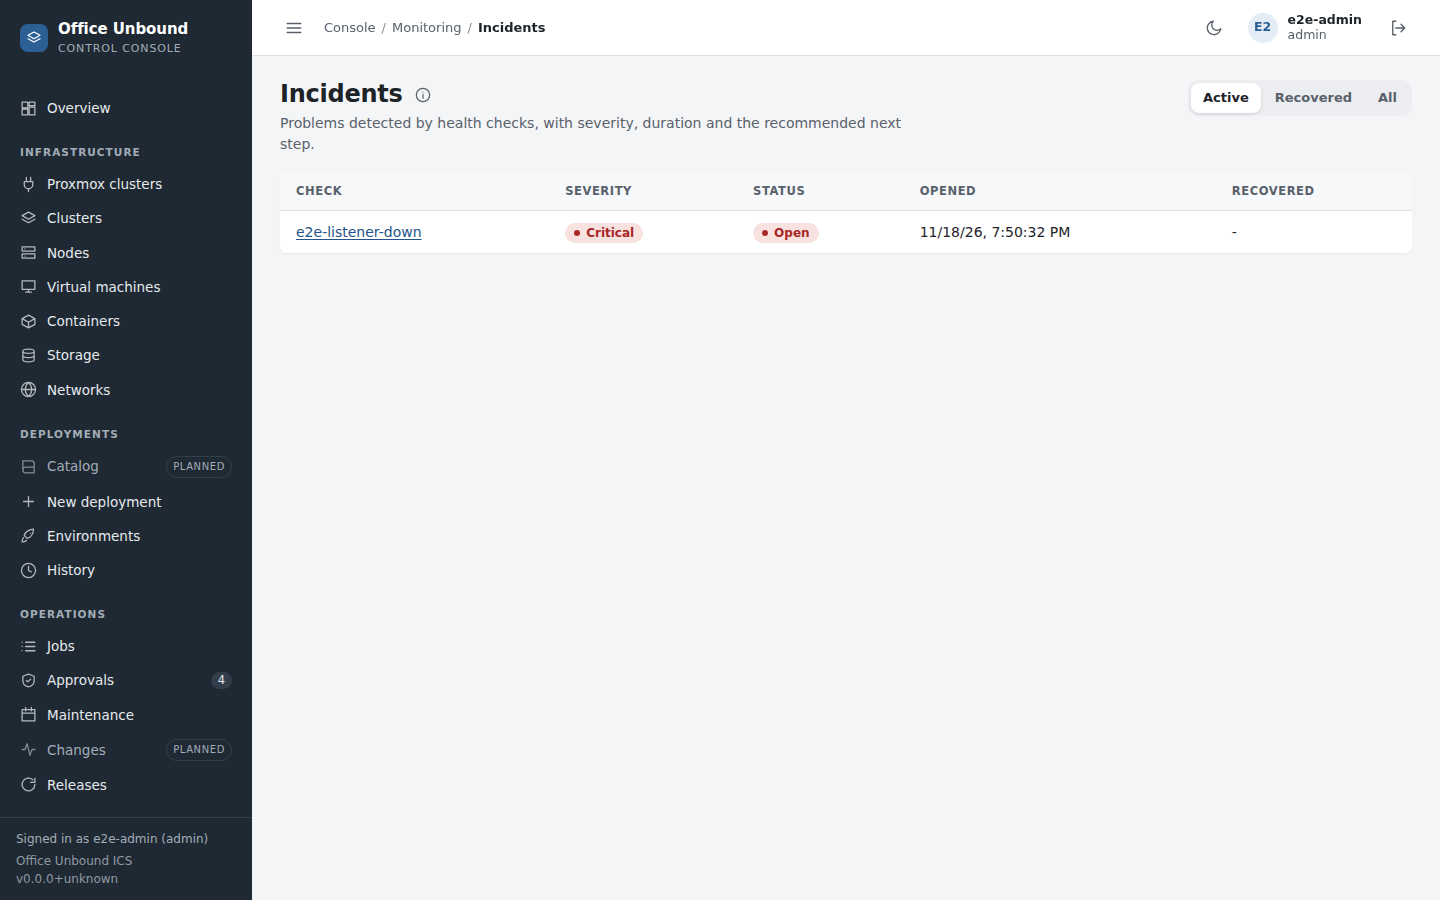 Office Unbound
CONTROL CONSOLE
Overview
INFRASTRUCTURE
Proxmox clusters
Clusters
Nodes
Virtual machines
Containers
Storage
Networks
DEPLOYMENTS
Catalog PLANNED
New deployment
Environments
History
OPERATIONS
Jobs
Approvals 4
Maintenance
Changes PLANNED
Releases
Signed in as e2e-admin (admin)
Office Unbound ICS
v0.0.0+unknown
Console / Monitoring / Incidents
E2 e2e-admin
admin
Incidents
Problems detected by health checks, with severity, duration and the recommended next
step.
Active Recovered All
CHECK SEVERITY STATUS OPENED RECOVERED
e2e-listener-down Critical Open 11/18/26, 7:50:32 PM -